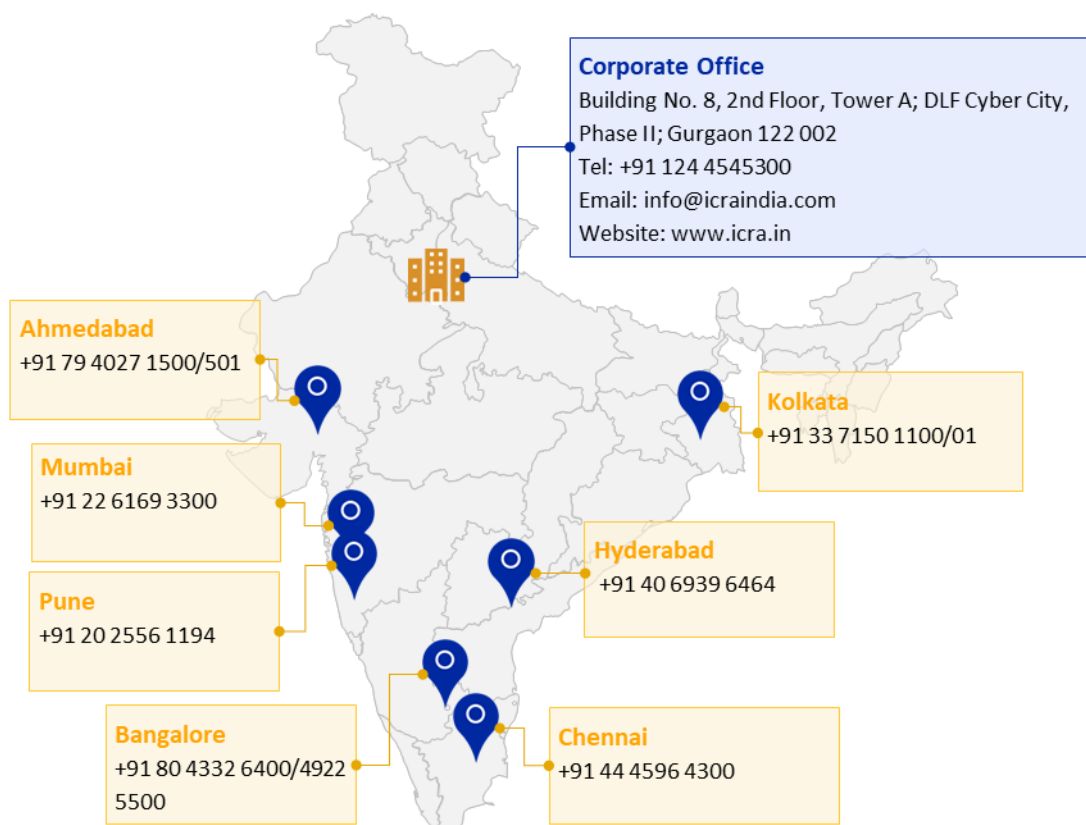 Corporate Office
Building No. 8, 2nd Floor, Tower A; DLF Cyber City,
Phase II; Gurgaon 122 002
Tel: +91 124 4545300
Email: info@icraindia.com
Website: www.icra.in
Ahmedabad
+91 79 4027 1500/501
Kolkata
+91 33 7150 1100/01
Mumbai
+91 22 6169 3300
Hyderabad
+91 40 6939 6464
Pune
+91 20 2556 1194
Bangalore
+91 80 4332 6400/4922
5500
Chennai
+91 44 4596 4300